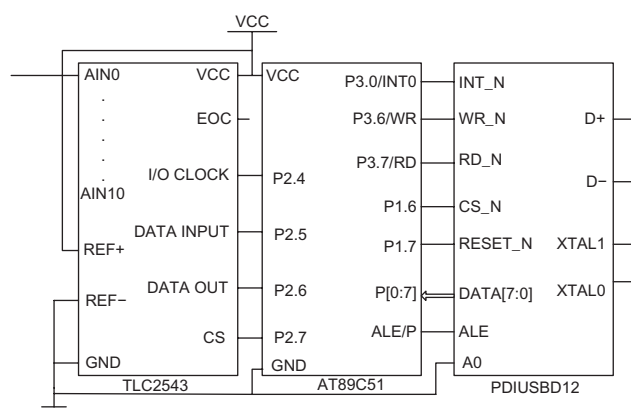 VCC
AIN0
VCC
VCC
P3.0/INT0
INT_N
EOC
P3.6/WR
WR_N
D+
I/O CLOCK
P2.4
P3.7/RD
RD_N
D−
AIN10
P1.6
CS_N
DATA INPUT
P2.5
P1.7
RESET_N
XTAL1
REF+
DATA OUT
P2.6
P[0:7]
DATA[7:0]
XTAL0
REF−
CS
P2.7
ALE/P
ALE
GND
GND
A0
TLC2543
AT89C51
PDIUSBD12